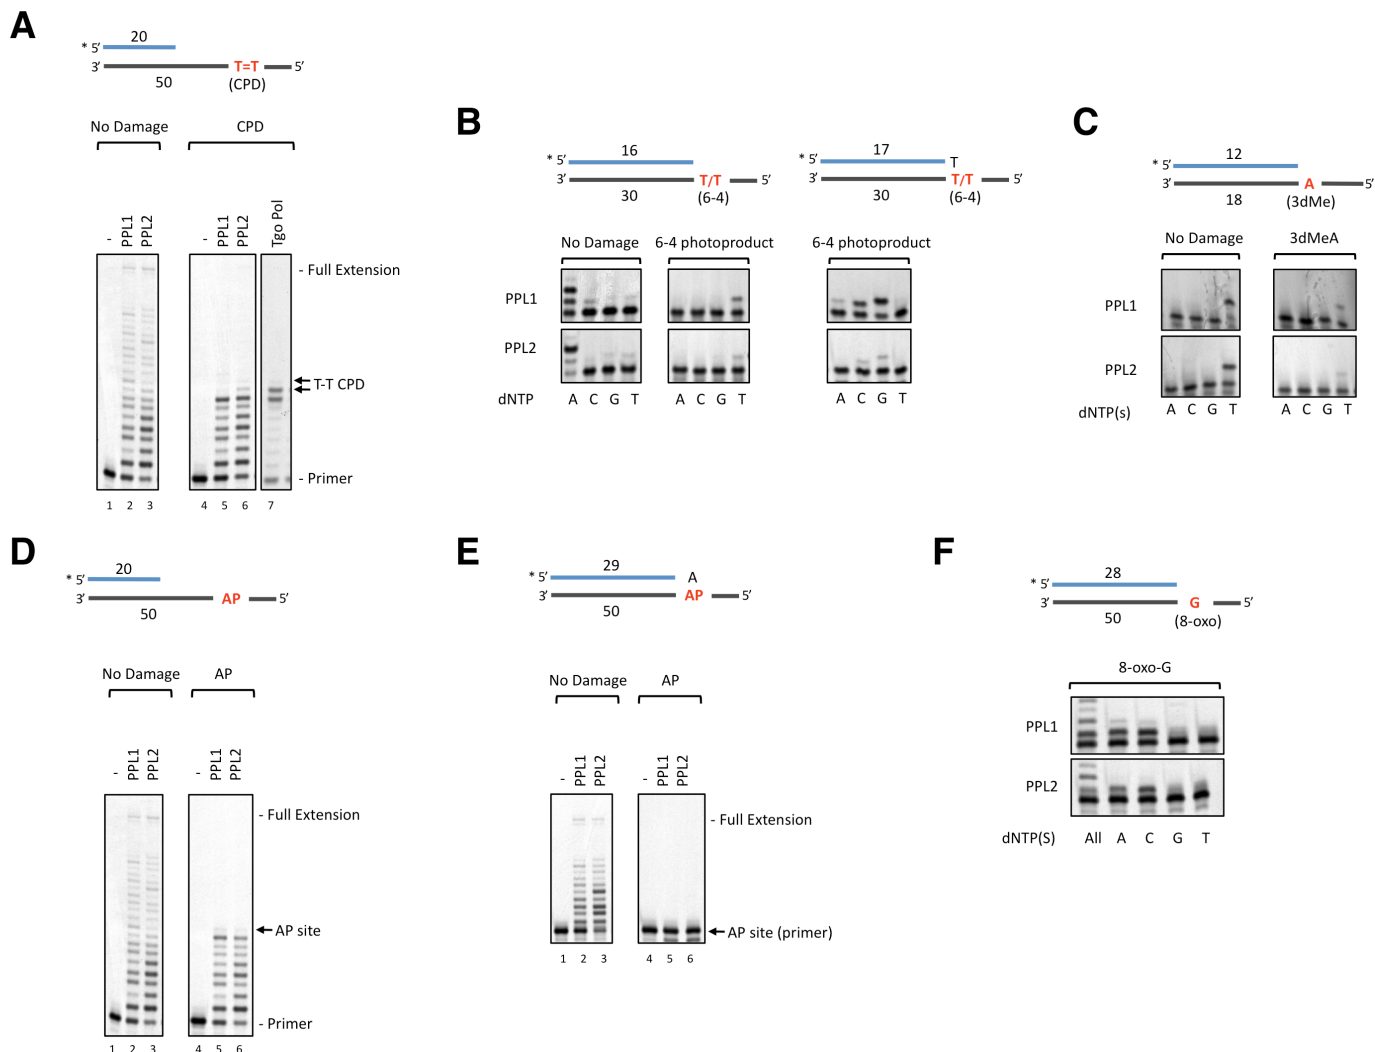 A
20
* 5’
3’ T=T 5’
50 (CPD)
No Damage CPD
- PPL1 PPL2 - PPL1 PPL2 Tgo Pol
- Full Extension
T-T CPD
- Primer
1 2 3 4 5 6 7
B
16 17
* 5’ * 5’ T
3’ T/T 5’ 3’ T/T 5’
30 (6-4) 30 (6-4)
No Damage 6-4 photoproduct 6-4 photoproduct
PPL1
PPL2
dNTP A C G T A C G T A C G T
C
12
* 5’
3’ A 5’
18 (3dMe)
No Damage 3dMeA
PPL1
PPL2
dNTP(s) A C G T A C G T
D
20
* 5’
3’ AP 5’
50
No Damage AP
- PPL1 PPL2 - PPL1 PPL2
- Full Extension
AP site
- Primer
1 2 3 4 5 6
E
29
* 5’ A
3’ AP 5’
50
No Damage AP
- PPL1 PPL2 - PPL1 PPL2
- Full Extension
AP site (primer)
1 2 3 4 5 6
F
28
* 5’
3’ G 5’
50 (8-oxo)
8-oxo-G
PPL1
PPL2
dNTP(S) All A C G T